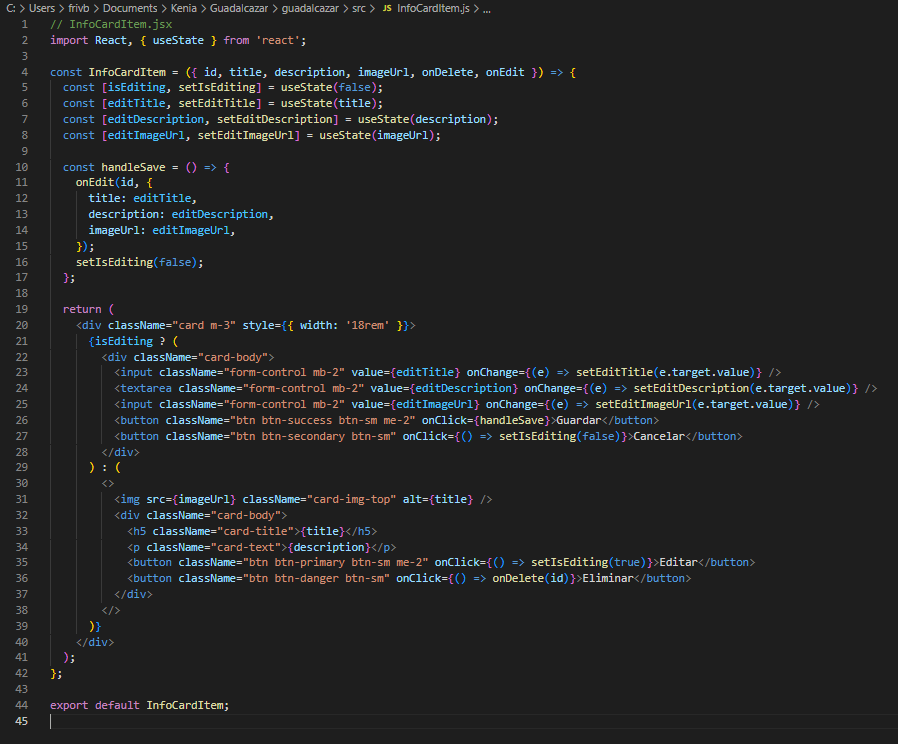 C: > Users > frivb > Documents > Kenia > Guadalcazar > guadalcazar > src > JS InfoCardItem.js > ...
1 // InfoCardItem.jsx
2 import React, { useState } from 'react';
3
4 const InfoCardItem = ({ id, title, description, imageUrl, onDelete, onEdit }) => {
5   const [isEditing, setIsEditing] = useState(false);
6   const [editTitle, setEditTitle] = useState(title);
7   const [editDescription, setEditDescription] = useState(description);
8   const [editImageUrl, setEditImageUrl] = useState(imageUrl);
9
10   const handleSave = () => {
11     onEdit(id, {
12       title: editTitle,
13       description: editDescription,
14       imageUrl: editImageUrl,
15     });
16     setIsEditing(false);
17   };
18
19   return (
20     <div className="card m-3" style={{ width: '18rem' }}>
21       {isEditing ? (
22         <div className="card-body">
23           <input className="form-control mb-2" value={editTitle} onChange={(e) => setEditTitle(e.target.value)} />
24           <textarea className="form-control mb-2" value={editDescription} onChange={(e) => setEditDescription(e.target.value)} />
25           <input className="form-control mb-2" value={editImageUrl} onChange={(e) => setEditImageUrl(e.target.value)} />
26           <button className="btn btn-success btn-sm me-2" onClick={handleSave}>Guardar</button>
27           <button className="btn btn-secondary btn-sm" onClick={() => setIsEditing(false)}>Cancelar</button>
28         </div>
29       ) : (
30         <>
31           <img src={imageUrl} className="card-img-top" alt={title} />
32           <div className="card-body">
33             <h5 className="card-title">{title}</h5>
34             <p className="card-text">{description}</p>
35             <button className="btn btn-primary btn-sm me-2" onClick={() => setIsEditing(true)}>Editar</button>
36             <button className="btn btn-danger btn-sm" onClick={() => onDelete(id)}>Eliminar</button>
37           </div>
38         </>
39       )}
40     </div>
41   );
42 };
43
44 export default InfoCardItem;
45